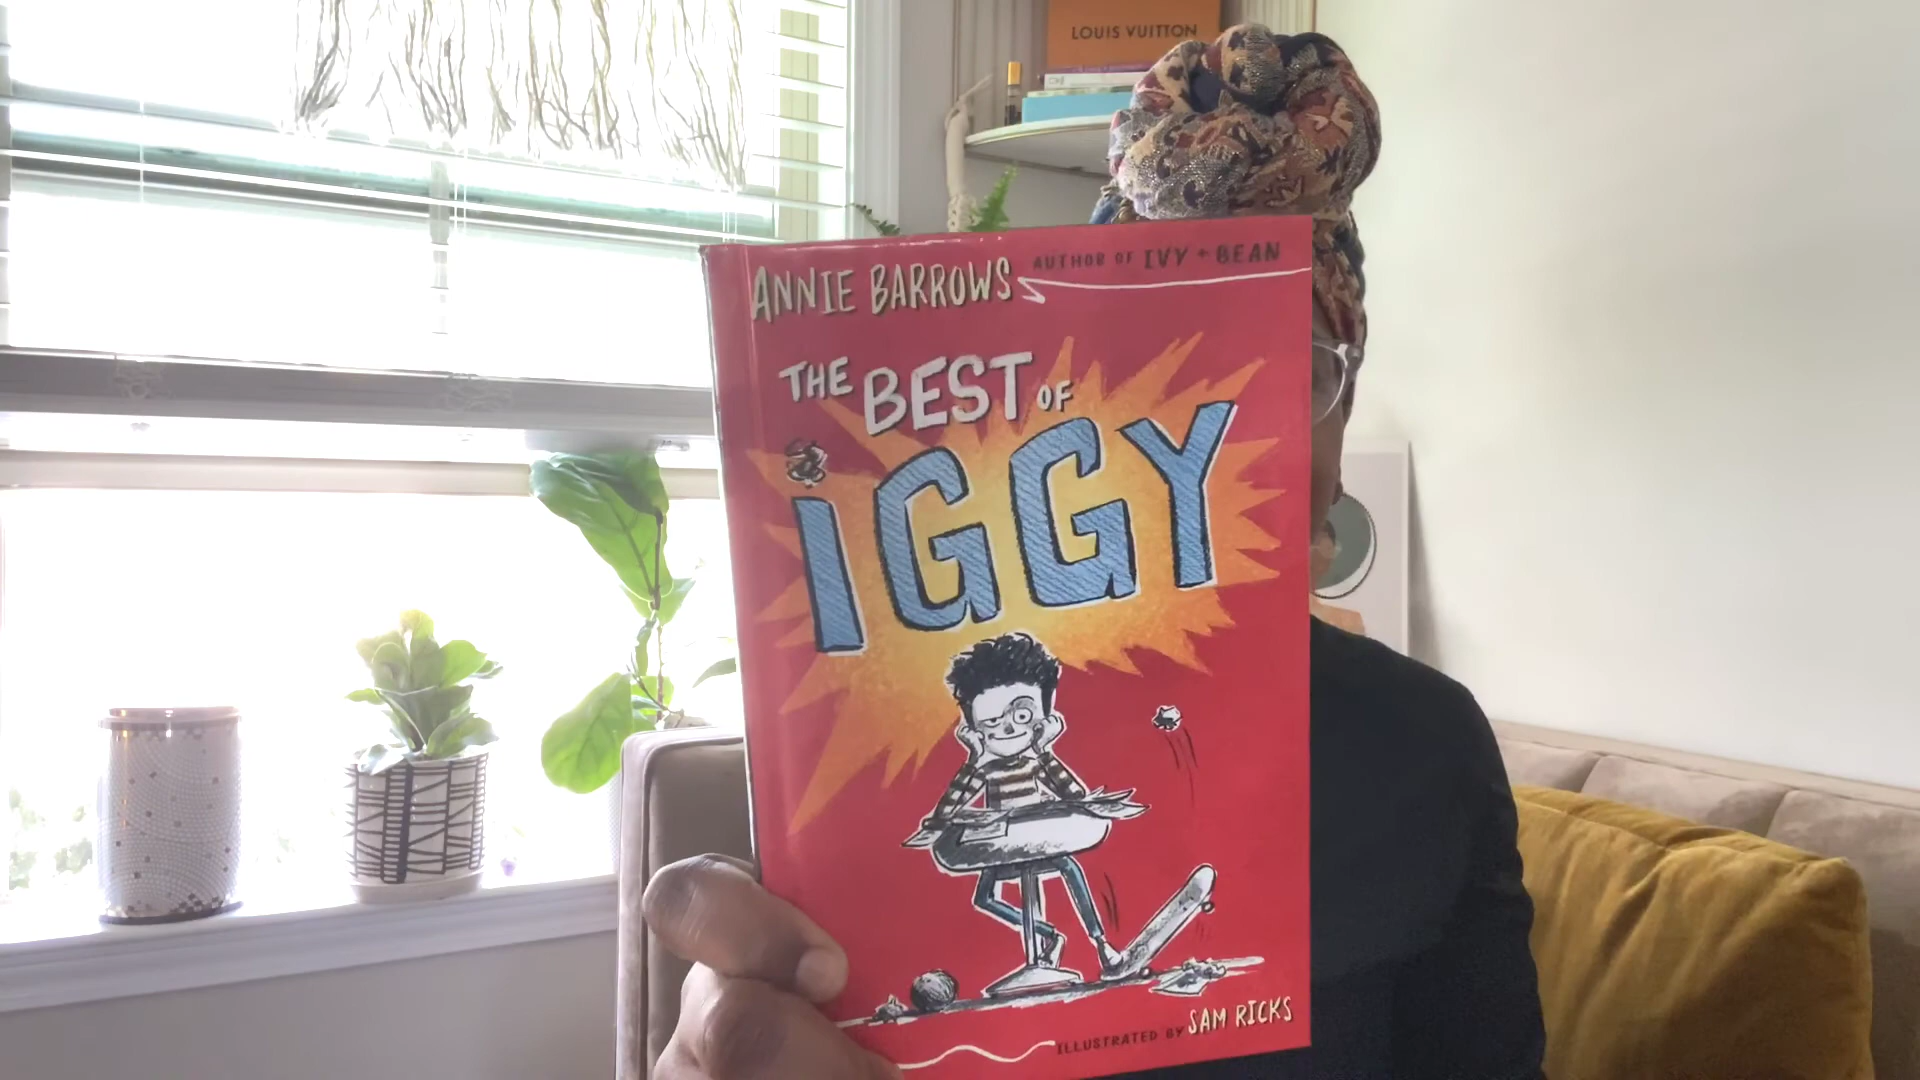 LOUIS VUITTON
ANNIE BARROWS
AUTHOR OF IVY + BEAN
THE BEST OF
IGGY
ILLUSTRATED BY SAM RICKS